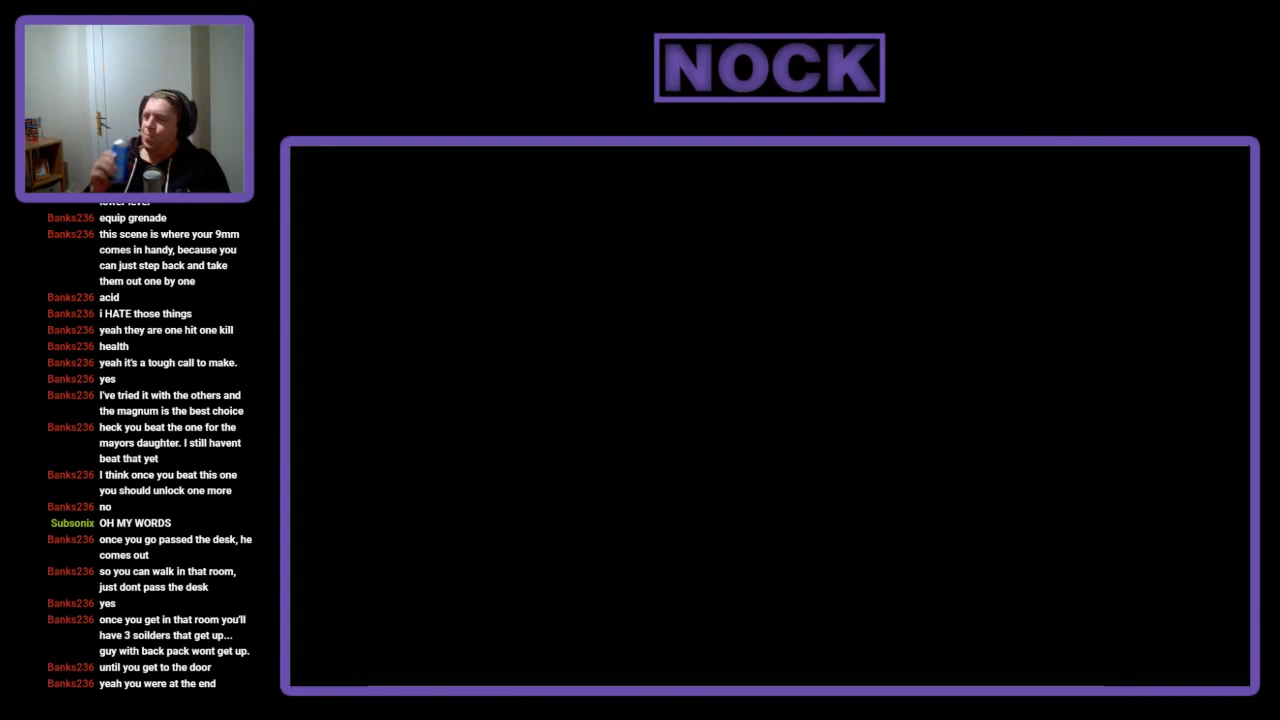 NOCK
lower level
Banks236 equip grenade
Banks236 this scene is where your 9mm
comes in handy, because you
can just step back and take
them out one by one
Banks236 acid
Banks236 i HATE those things
Banks236 yeah they are one hit one kill
Banks236 health
Banks236 yeah it's a tough call to make.
Banks236 yes
Banks236 I've tried it with the others and
the magnum is the best choice
Banks236 heck you beat the one for the
mayors daughter. I still havent
beat that yet
Banks236 I think once you beat this one
you should unlock one more
Banks236 no
Subsonix OH MY WORDS
Banks236 once you go passed the desk, he
comes out
Banks236 so you can walk in that room,
just dont pass the desk
Banks236 yes
Banks236 once you get in that room you'll
have 3 soilders that get up...
guy with back pack wont get up.
Banks236 until you get to the door
Banks236 yeah you were at the end